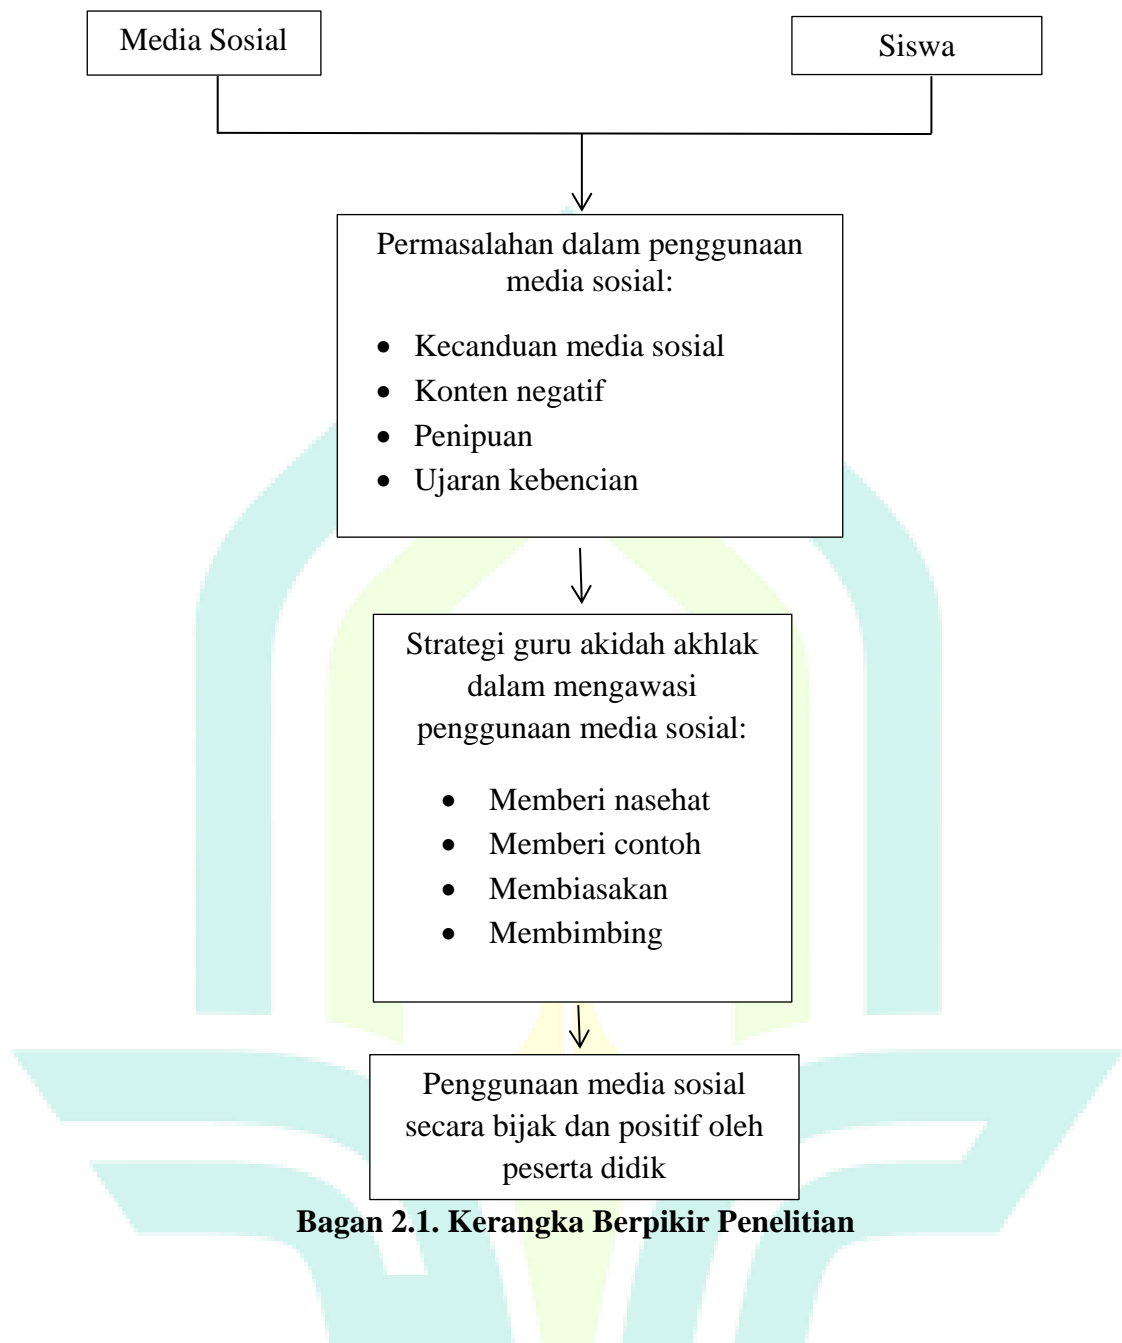 Media Sosial
Siswa
Permasalahan dalam penggunaan
media sosial:
• Kecanduan media sosial
• Konten negatif
• Penipuan
• Ujaran kebencian
Strategi guru akidah akhlak
dalam mengawasi
penggunaan media sosial:
• Memberi nasehat
• Memberi contoh
• Membiasakan
• Membimbing
Penggunaan media sosial
secara bijak dan positif oleh
peserta didik
Bagan 2.1. Kerangka Berpikir Penelitian